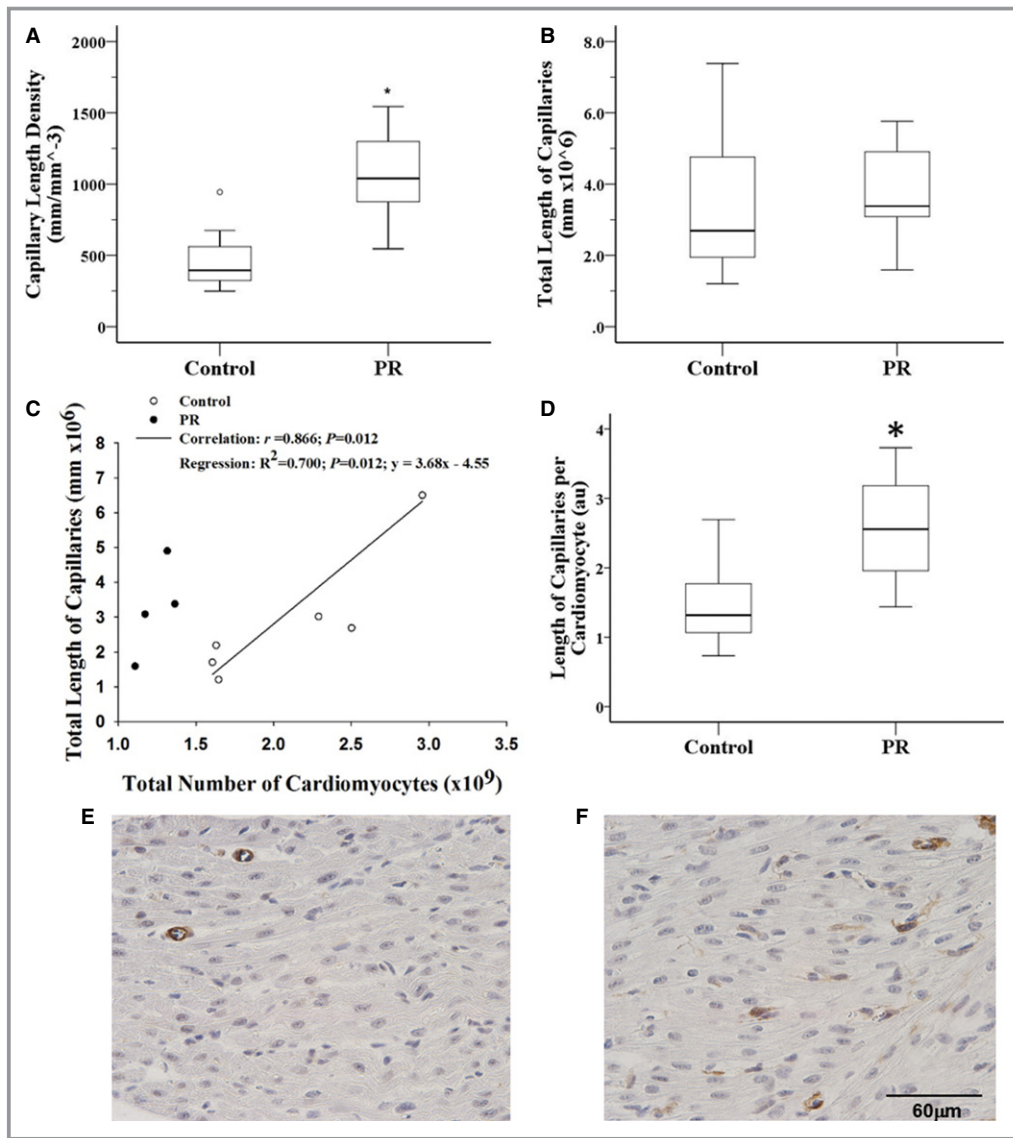 A
Capillary Length Density
(mm/mm^-3)
2000
1500
1000
500
0
*
Control
PR
B
Total Length of Capillaries
(mm x10^6)
8.0
6.0
4.0
2.0
.0
Control
PR
C
Control
PR
Correlation: r =0.866; P=0.012
Regression: R²=0.700; P=0.012; y = 3.68x - 4.55
Total Length of Capillaries (mm x10⁶)
8
7
6
5
4
3
2
1
0
1.0
1.5
2.0
2.5
3.0
3.5
Total Number of Cardiomyocytes (x10⁹)
D
Length of Capillaries per
Cardiomyocyte (au)
4
3
2
1
0
*
Control
PR
E
F
60µm